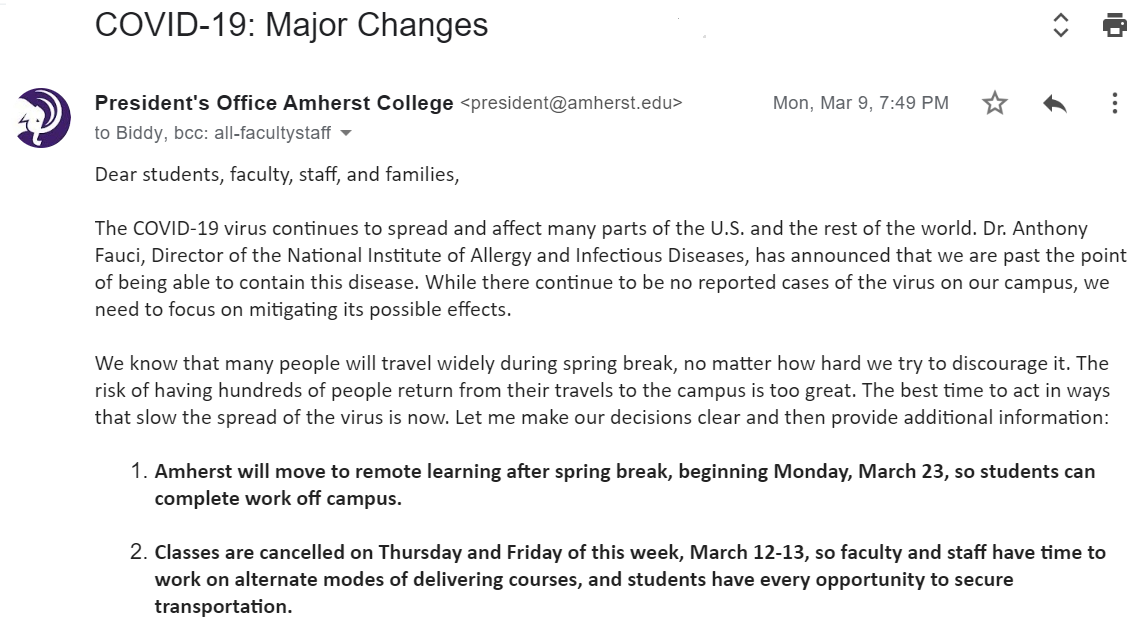 COVID-19: Major Changes
President's Office Amherst College <president@amherst.edu> Mon, Mar 9, 7:49 PM
to Biddy, bcc: all-facultystaff
Dear students, faculty, staff, and families,
The COVID-19 virus continues to spread and affect many parts of the U.S. and the rest of the world. Dr. Anthony
Fauci, Director of the National Institute of Allergy and Infectious Diseases, has announced that we are past the point
of being able to contain this disease. While there continue to be no reported cases of the virus on our campus, we
need to focus on mitigating its possible effects.
We know that many people will travel widely during spring break, no matter how hard we try to discourage it. The
risk of having hundreds of people return from their travels to the campus is too great. The best time to act in ways
that slow the spread of the virus is now. Let me make our decisions clear and then provide additional information:
1. Amherst will move to remote learning after spring break, beginning Monday, March 23, so students can
complete work off campus.
2. Classes are cancelled on Thursday and Friday of this week, March 12-13, so faculty and staff have time to
work on alternate modes of delivering courses, and students have every opportunity to secure
transportation.